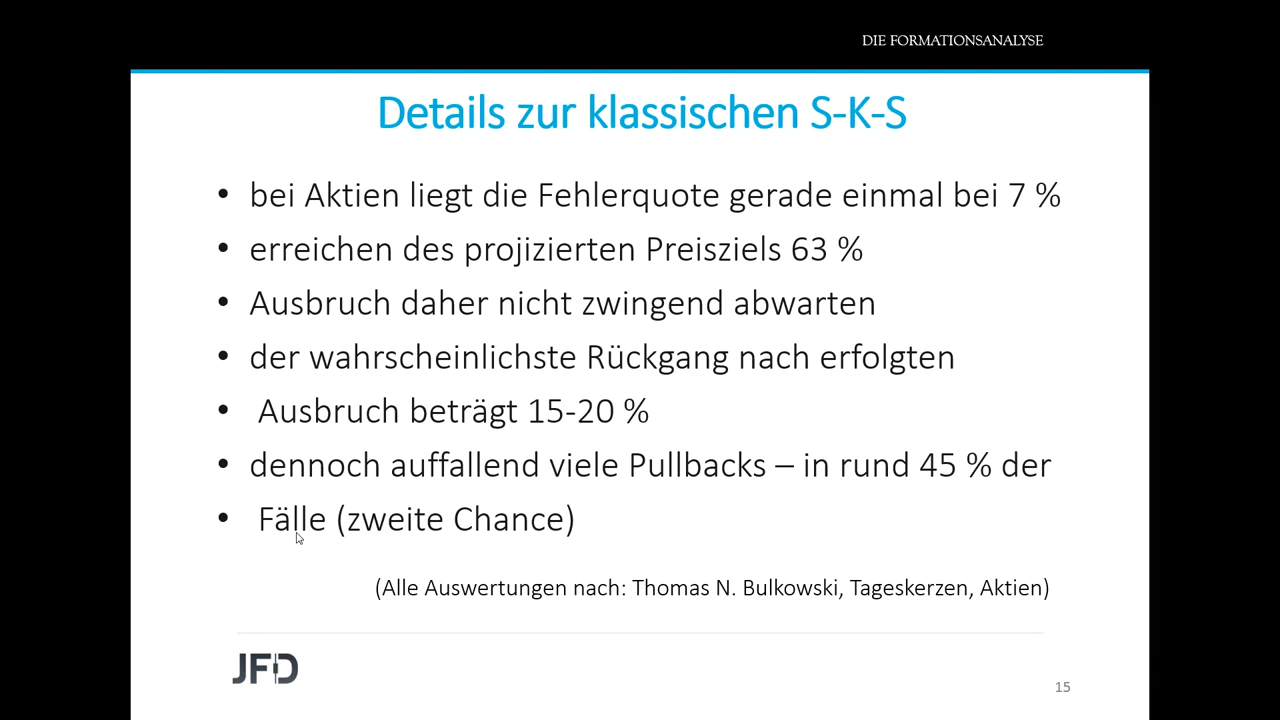 DIE FORMATIONSANALYSE
Details zur klassischen S-K-S
• bei Aktien liegt die Fehlerquote gerade einmal bei 7 %
• erreichen des projizierten Preisziels 63 %
• Ausbruch daher nicht zwingend abwarten
• der wahrscheinlichste Rückgang nach erfolgten
• Ausbruch beträgt 15-20 %
• dennoch auffallend viele Pullbacks – in rund 45 % der
• Fälle (zweite Chance)
(Alle Auswertungen nach: Thomas N. Bulkowski, Tageskerzen, Aktien)
JFD
15